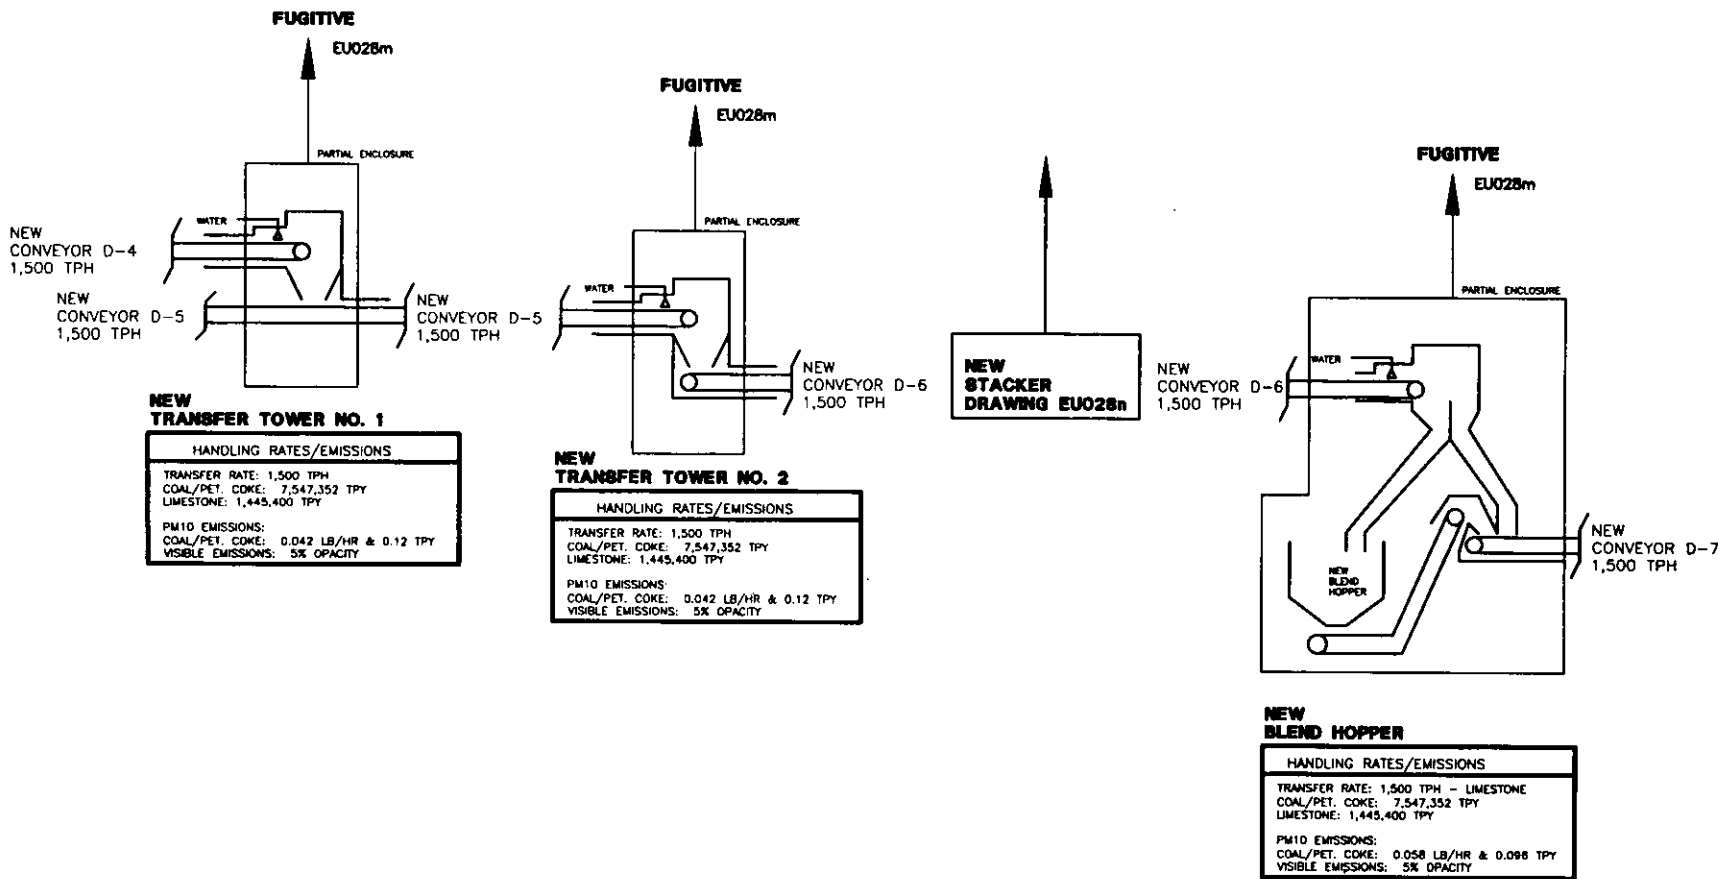 FUGITIVE
EU028m
PARTIAL ENCLOSURE
WATER
NEW
CONVEYOR D-4
1,500 TPH
NEW
CONVEYOR D-5
1,500 TPH
NEW
CONVEYOR D-5
1,500 TPH
NEW
TRANSFER TOWER NO. 1
HANDLING RATES/EMISSIONS
TRANSFER RATE: 1,500 TPH
COAL/PET. COKE: 7,547,352 TPY
LIMESTONE: 1,445,400 TPY
PM10 EMISSIONS:
COAL/PET. COKE: 0.042 LB/HR & 0.12 TPY
VISIBLE EMISSIONS: 5% OPACITY
FUGITIVE
EU028m
PARTIAL ENCLOSURE
WATER
NEW
CONVEYOR D-6
1,500 TPH
NEW
TRANSFER TOWER NO. 2
HANDLING RATES/EMISSIONS
TRANSFER RATE: 1,500 TPH
COAL/PET. COKE: 7,547,352 TPY
LIMESTONE: 1,445,400 TPY
PM10 EMISSIONS:
COAL/PET. COKE: 0.042 LB/HR & 0.12 TPY
VISIBLE EMISSIONS: 5% OPACITY
NEW
STACKER
DRAWING EU028n
FUGITIVE
EU028m
PARTIAL ENCLOSURE
WATER
NEW
CONVEYOR D-6
1,500 TPH
NEW
BLEND
HOPPER
NEW
CONVEYOR D-7
1,500 TPH
NEW
BLEND HOPPER
HANDLING RATES/EMISSIONS
TRANSFER RATE: 1,500 TPH - LIMESTONE
COAL/PET. COKE: 7,547,352 TPY
LIMESTONE: 1,445,400 TPY
PM10 EMISSIONS:
COAL/PET. COKE: 0.058 LB/HR & 0.096 TPY
VISIBLE EMISSIONS: 5% OPACITY